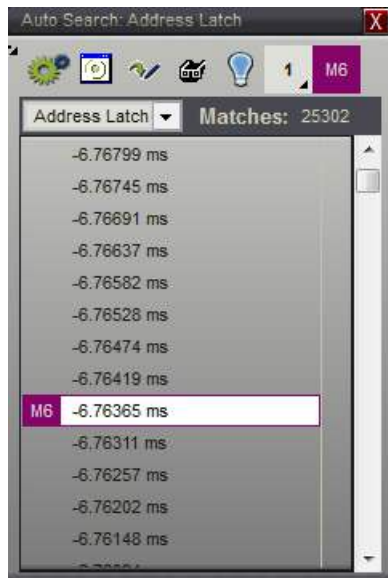 Auto Search: Address Latch X
1 M6
Address Latch Matches: 25302
-6.76799 ms
-6.76745 ms
-6.76691 ms
-6.76637 ms
-6.76582 ms
-6.76528 ms
-6.76474 ms
-6.76419 ms
M6 -6.76365 ms
-6.76311 ms
-6.76257 ms
-6.76202 ms
-6.76148 ms